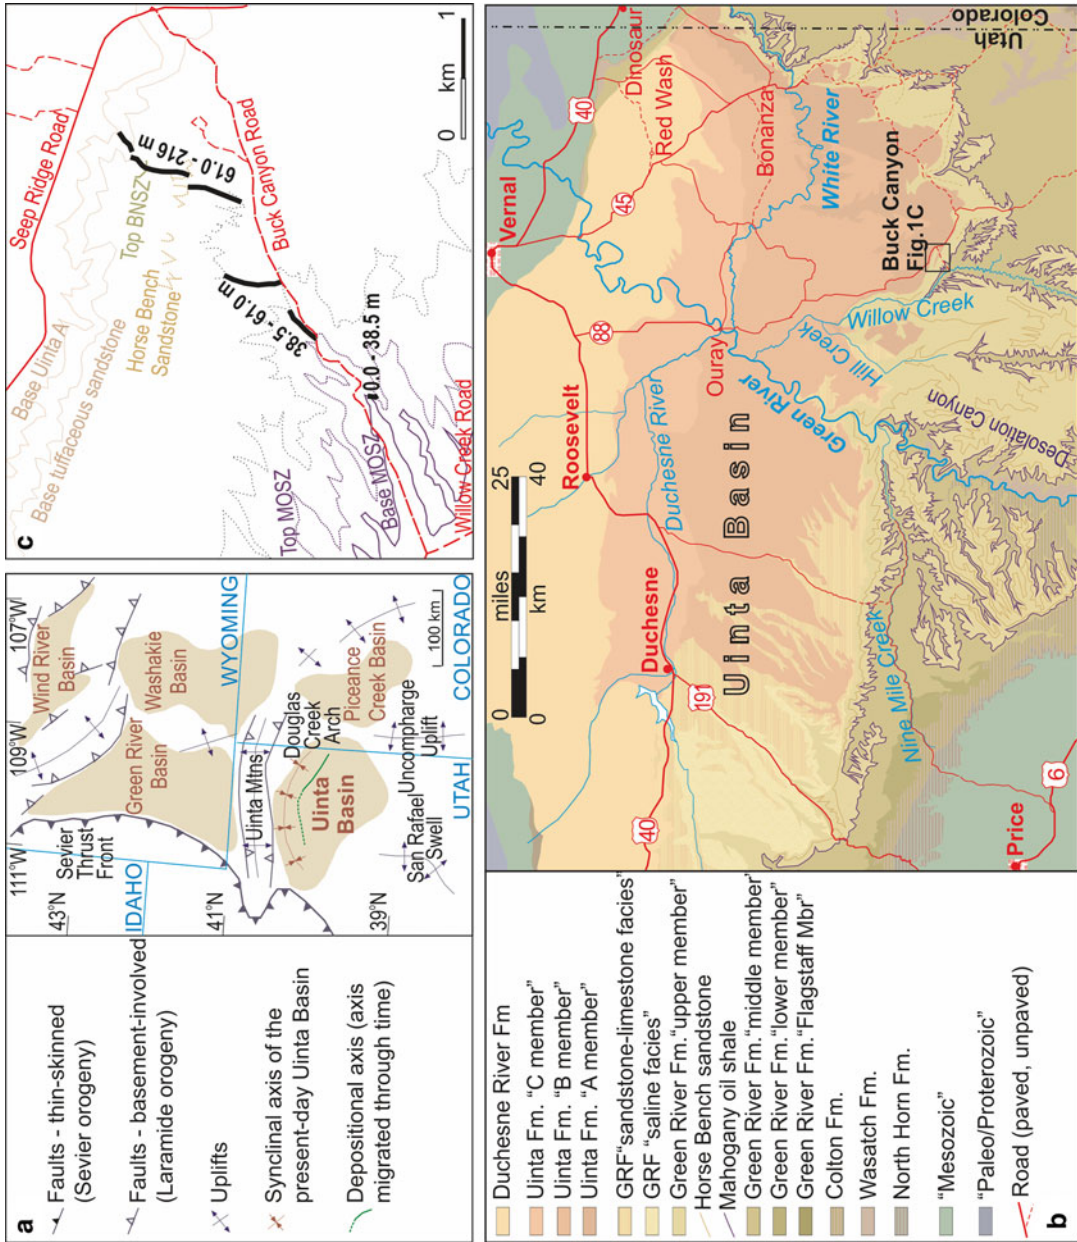 a
Faults - thin-skinned
(Sevier orogeny)
Faults - basement-involved
(Laramide orogeny)
Uplifts
Synclinal axis of the
present-day Uinta Basin
Depositional axis (axis
migrated through time)
111°W
109°W
107°W
43°N
41°N
39°N
IDAHO
WYOMING
UTAH
COLORADO
Sevier
Thrust
Front
Green River
Basin
Wind River
Basin
Washakie
Basin
Uinta Mtns
Douglas
Creek
Arch
Uinta
Basin
Piceance
Creek Basin
San Rafael
Swell
Uncompharge
Uplift
100 km
c
Seep Ridge Road
Base Uinta A
Base tuffaceous sandstone
Top BNSZ
Horse Bench
Sandstone
61.0 - 216 m
Buck Canyon Road
38.5 - 61.0 m
0.0 - 38.5 m
Top MOSZ
Base MOSZ
Willow Creek Road
0 km 1
b
Duchesne River Fm
Uinta Fm. "C member"
Uinta Fm. "B member"
Uinta Fm. "A member"
GRF "sandstone-limestone facies"
GRF "saline facies"
Green River Fm. "upper member"
Horse Bench sandstone
Mahogany oil shale
Green River Fm. "middle member"
Green River Fm. "lower member"
Green River Fm. "Flagstaff Mbr"
Colton Fm.
Wasatch Fm.
North Horn Fm.
"Mesozoic"
"Paleo/Proterozoic"
Road (paved, unpaved)
0 miles 25
0 km 40
Vernal
Roosevelt
Duchesne
Price
Dinosaur
Red Wash
Bonanza
Ouray
40
45
88
40
191
6
Utah
Colorado
Duchesne River
White River
Green River
Willow Creek
Hill Creek
Nine Mile Creek
Desolation Canyon
Uinta Basin
Buck Canyon
Fig.1C